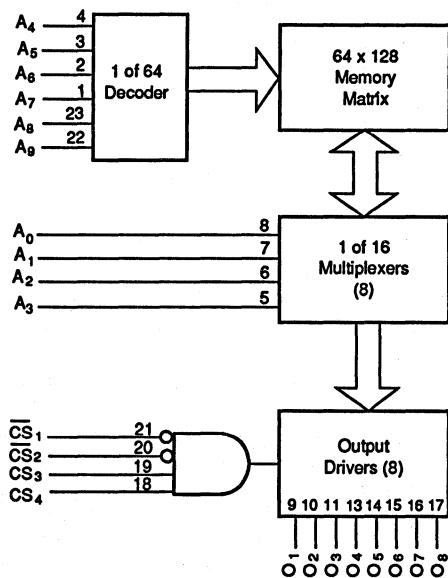 A4 4
A5 3
A6 2
A7 1
A8 23
A9 22
1 of 64
Decoder
64 x 128
Memory
Matrix
A0 8
A1 7
A2 6
A3 5
1 of 16
Multiplexers
(8)
C̅S̅1 21
C̅S̅2 20
CS3 19
CS4 18
Output
Drivers (8)
9 10 11 13 14 15 16 17
O1 O2 O3 O4 O5 O6 O7 O8